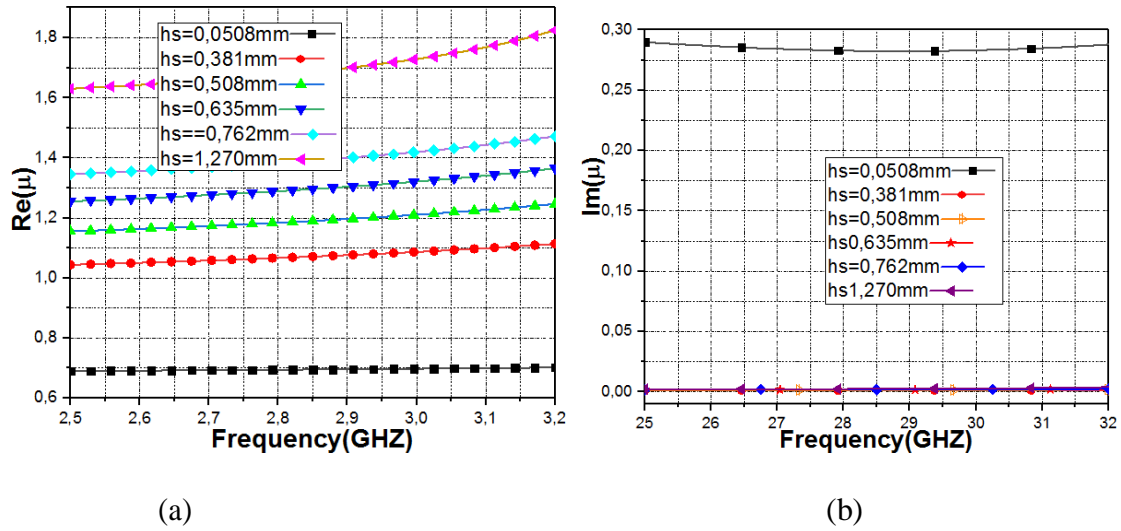 Re(μ)
1,8
1,6
1,4
1,2
1,0
0,8
0,6
hs=0,0508mm
hs=0,381mm
hs=0,508mm
hs=0,635mm
hs==0,762mm
hs=1,270mm
2,5 2,6 2,7 2,8 2,9 3,0 3,1 3,2
Frequency(GHZ)
Im(μ)
0,30
0,25
0,20
0,15
0,10
0,05
0,00
hs=0,0508mm
hs=0,381mm
hs=0,508mm
hs0,635mm
hs=0,762mm
hs1,270mm
25 26 27 28 29 30 31 32
Frequency(GHZ)
(a) (b)